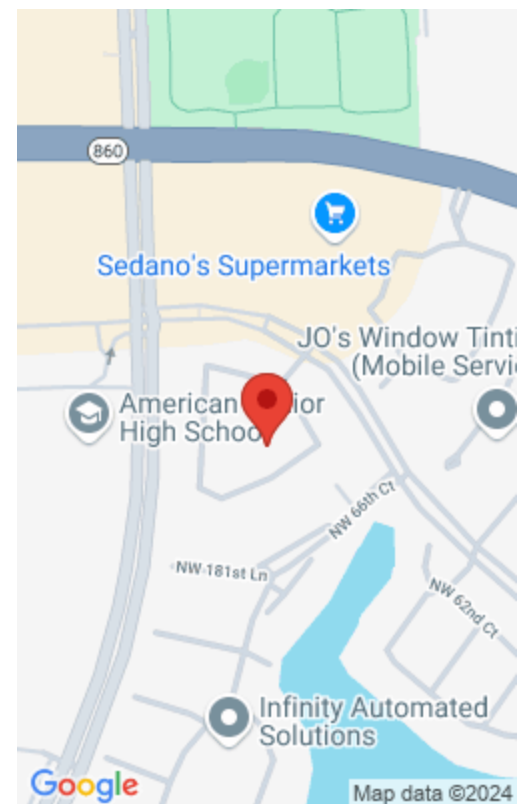 860
Sedano's Supermarkets
JO's Window Tinti
(Mobile Servic
American
ior
High School
NW 66th Ct
NW 181st Ln
NW 62nd Ct
Infinity Automated
Solutions
Google
Map data ©2024